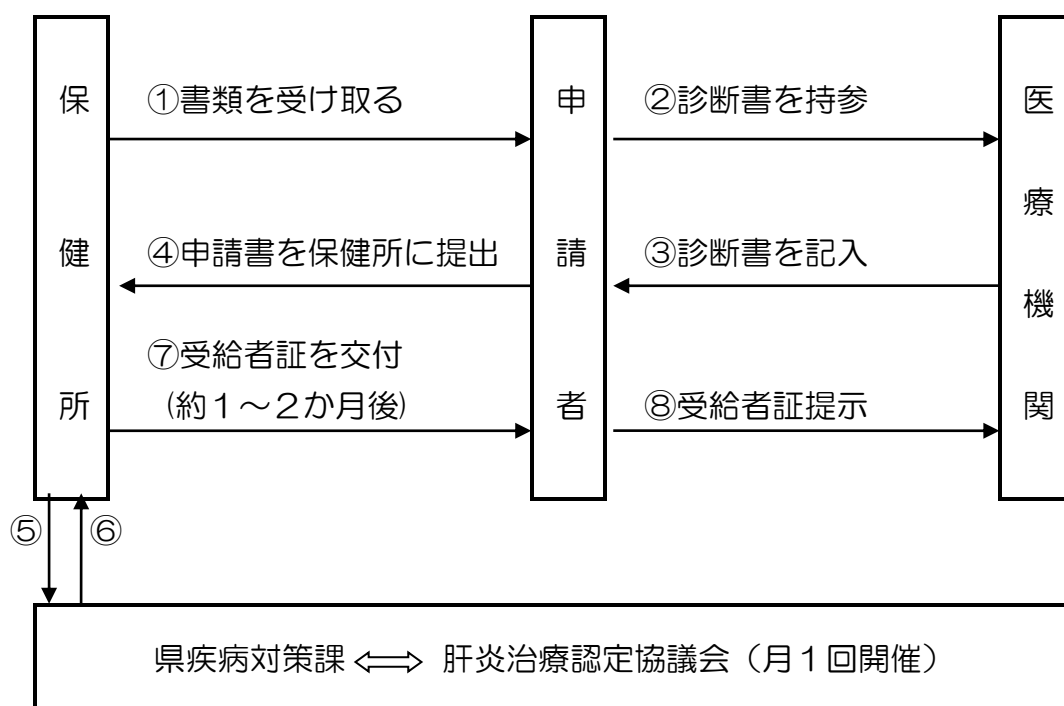 保健所
①書類を受け取る
申請者
②診断書を持参
医療機関
④申請書を保健所に提出
③診断書を記入
⑦受給者証を交付
(約1~2か月後)
⑧受給者証提示
⑤
⑥
県疾病対策課 ⇔ 肝炎治療認定協議会(月1回開催)